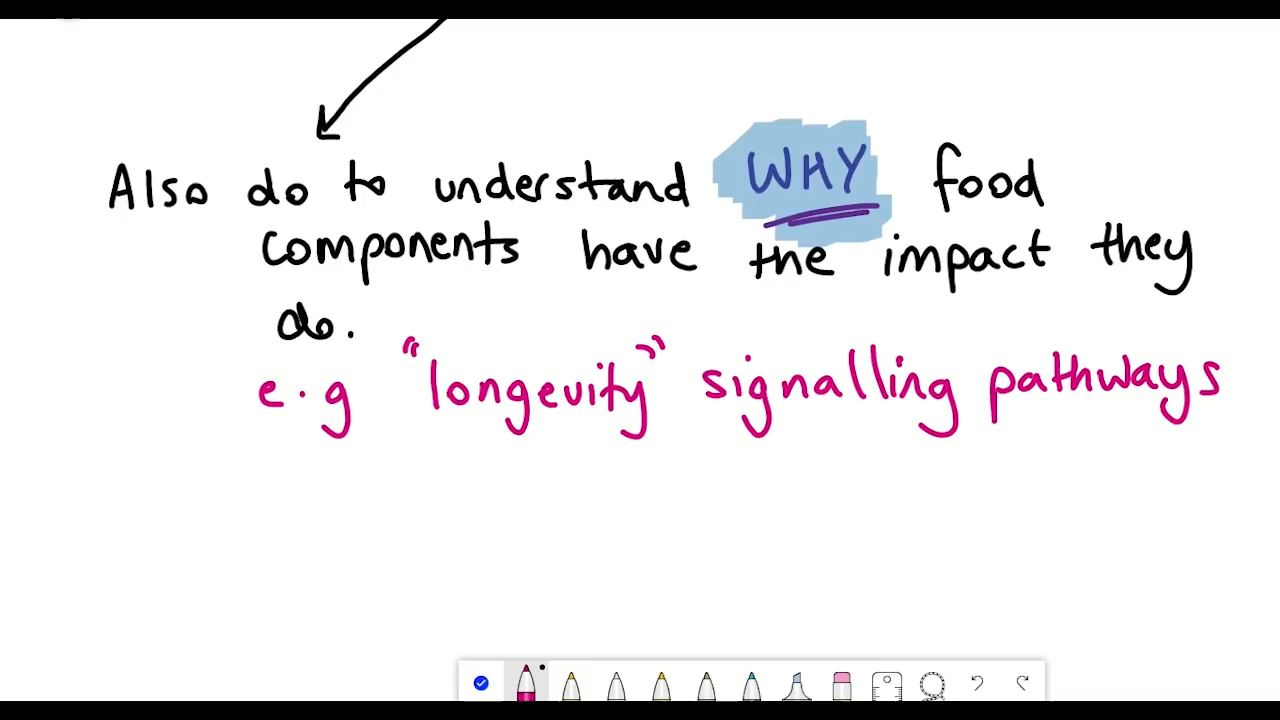 Also do to understand WHY food
components have the impact they
do.
e.g "longevity" signalling pathways